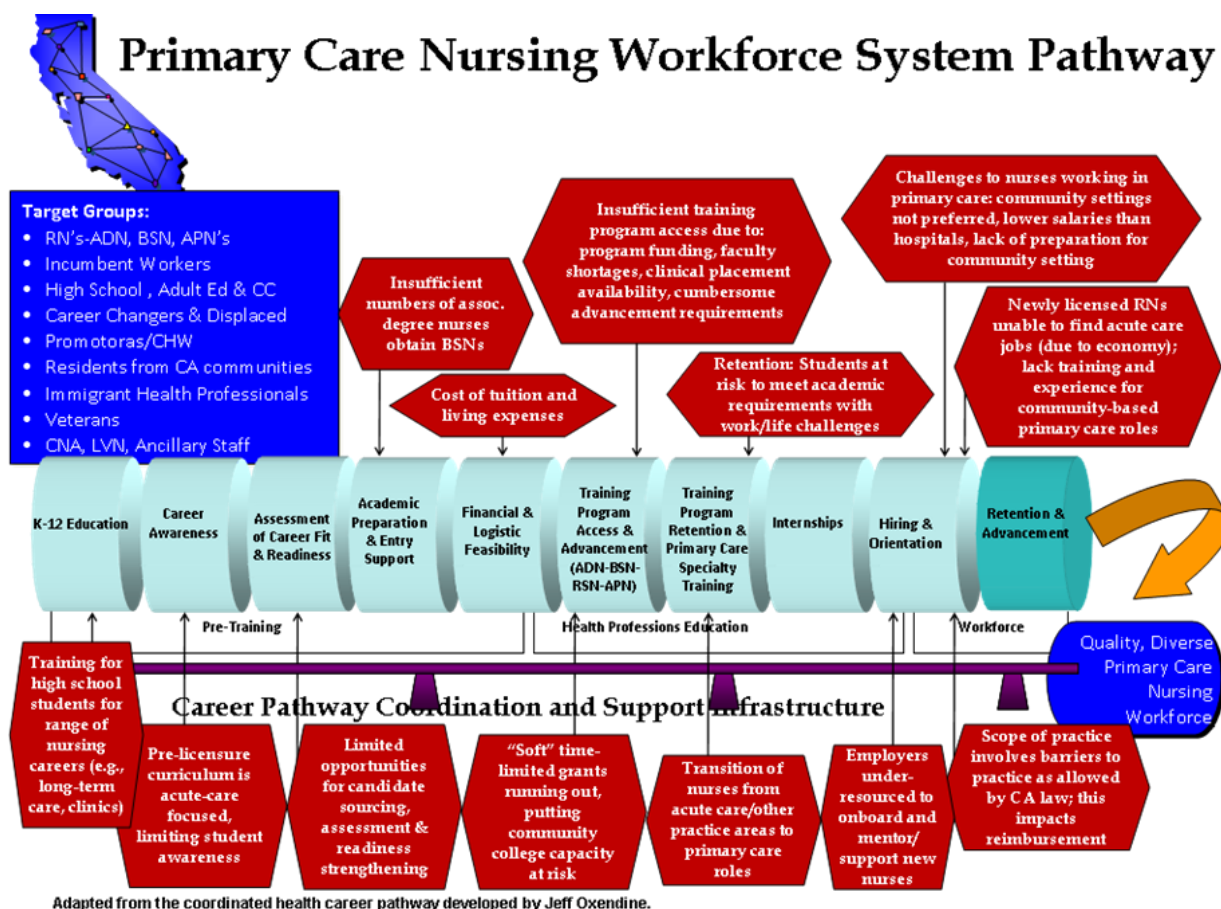 Primary Care Nursing Workforce System Pathway
Target Groups:
• RN's-ADN, BSN, APN's
• Incumbent Workers
• High School , Adult Ed & CC
• Career Changers & Displaced
• Promotoras/CHW
• Residents from CA communities
• Immigrant Health Professionals
• Veterans
• CNA, LVN, Ancillary Staff
Insufficient
numbers of assoc.
degree nurses
obtain BSNs
Cost of tuition and
living expenses
Insufficient training
program access due to:
program funding, faculty
shortages, clinical placement
availability, cumbersome
advancement requirements
Retention: Students at
risk to meet academic
requirements with
work/life challenges
Challenges to nurses working in
primary care: community settings
not preferred, lower salaries than
hospitals, lack of preparation for
community setting
Newly licensed RNs
unable to find acute care
jobs (due to economy);
lack training and
experience for
community-based
primary care roles
K-12 Education
Career
Awareness
Assessment
of Career Fit
& Readiness
Academic
Preparation
& Entry
Support
Financial &
Logistic
Feasibility
Training
Program
Access &
Advancement
(ADN-BSN-
RSN-APN)
Training
Program
Retention &
Primary Care
Specialty
Training
Internships
Hiring &
Orientation
Retention &
Advancement
Pre-Training
Health Professions Education
Workforce
Quality, Diverse
Primary Care
Nursing
Workforce
Career Pathway Coordination and Support Infrastructure
Training for
high school
students for
range of
nursing
careers (e.g.,
long-term
care, clinics)
Pre-licensure
curriculum is
acute-care
focused,
limiting student
awareness
Limited
opportunities
for candidate
sourcing,
assessment &
readiness
strengthening
“Soft” time-
limited grants
running out,
putting
community
college capacity
at risk
Transition of
nurses from
acute care/other
practice areas to
primary care
roles
Employers
under-
resourced to
onboard and
mentor/
support new
nurses
Scope of practice
involves barriers to
practice as allowed
by CA law; this
impacts
reimbursement
Adapted from the coordinated health career pathway developed by Jeff Oxendine.